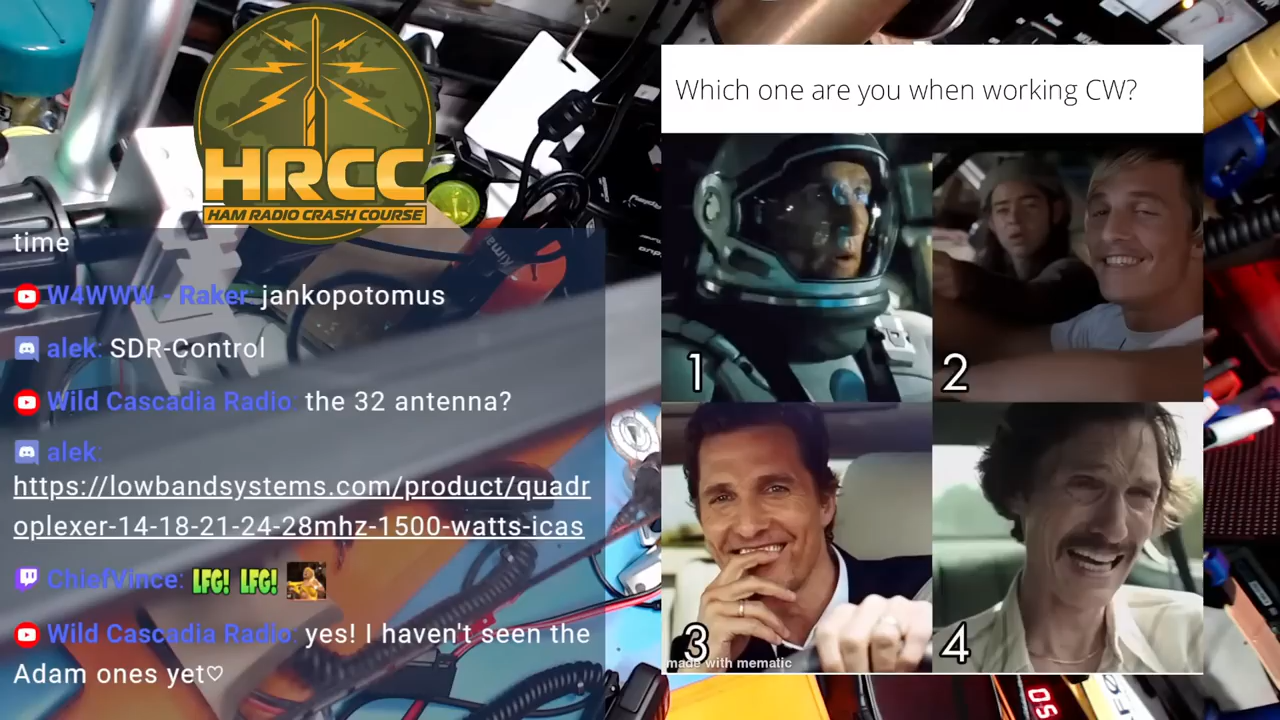 HRCC
HAM RADIO CRASH COURSE
time
W4WWW - Raker: jankopotomus
alek: SDR-Control
Wild Cascadia Radio: the 32 antenna?
alek:
https://lowbandsystems.com/product/quadr
oplexer-14-18-21-24-28mhz-1500-watts-icas
ChiefVince: LFG! LFG!
Wild Cascadia Radio: yes! I haven't seen the
Adam ones yet♡
Which one are you when working CW?
1
2
3
4
made with mematic